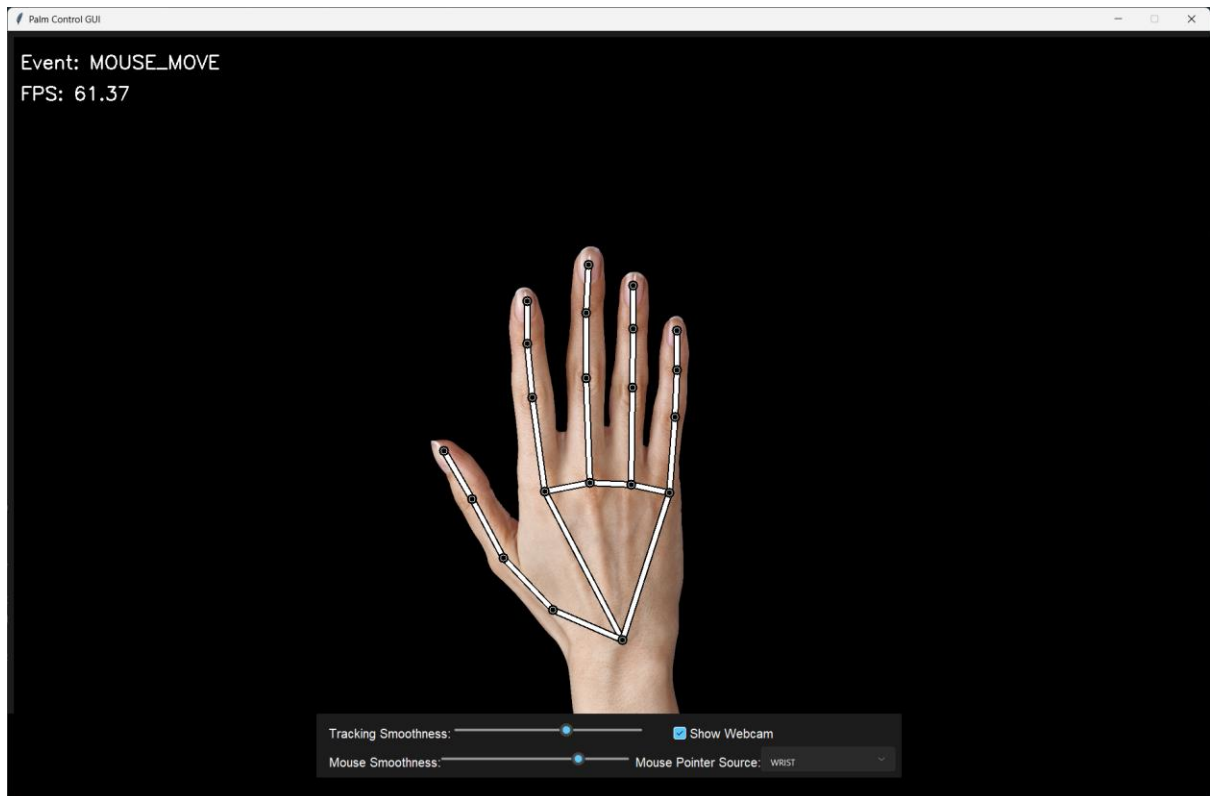 Palm Control GUI
Event: MOUSE_MOVE
FPS: 61.37
Tracking Smoothness:
Show Webcam
Mouse Smoothness:
Mouse Pointer Source: WRIST